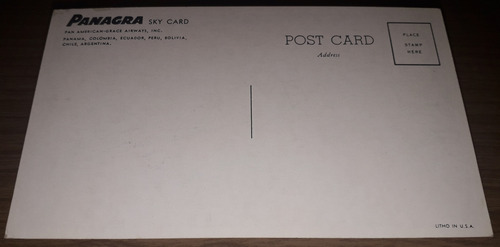 PANAGRA SKY CARD
PAN AMERICAN-GRACE AIRWAYS, INC.
PANAMA, COLOMBIA, ECUADOR, PERU, BOLIVIA,
CHILE, ARGENTINA.
POST CARD
Address
PLACE
STAMP
HERE
LITHO IN U.S.A.